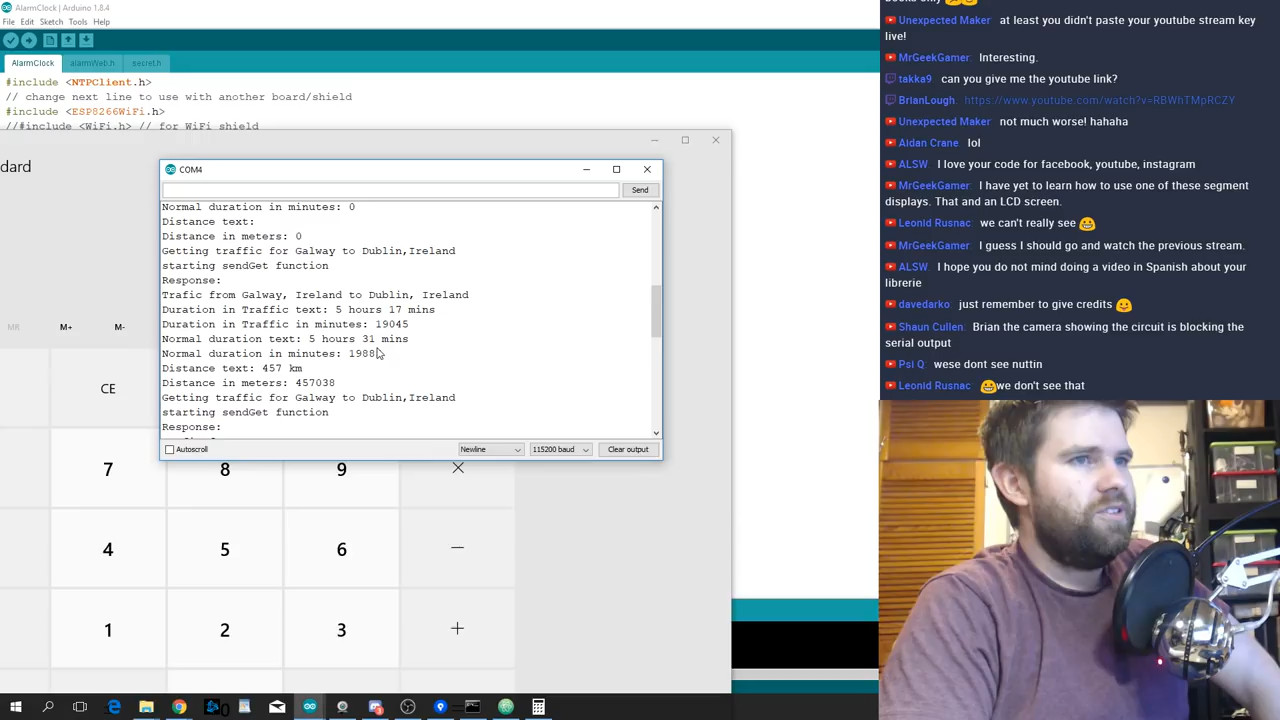 AlarmClock | Arduino 1.8.4
File Edit Sketch Tools Help
AlarmClock alarmWeb.h secret.h
#include <NTPClient.h>
// change next line to use with another board/shield
#include <ESP8266WiFi.h>
//#include <WiFi.h> // for WiFi shield
dard
COM4
Send
Normal duration in minutes: 0
Distance text:
Distance in meters: 0
Getting traffic for Galway to Dublin,Ireland
starting sendGet function
Response:
Trafic from Galway, Ireland to Dublin, Ireland
Duration in Traffic text: 5 hours 17 mins
Duration in Traffic in minutes: 19045
Normal duration text: 5 hours 31 mins
Normal duration in minutes: 1988
Distance text: 457 km
Distance in meters: 457038
Getting traffic for Galway to Dublin,Ireland
starting sendGet function
Response:
Autoscroll Newline 115200 baud Clear output
MR M+ M-
CE
7 8 9 ×
4 5 6 −
1 2 3 +
Unexpected Maker at least you didn't paste your youtube stream key
live!
MrGeekGamer Interesting.
takka9 can you give me the youtube link?
BrianLough https://www.youtube.com/watch?v=RBWhTMpRCZY
Unexpected Maker not much worse! hahaha
Aidan Crane lol
ALSW I love your code for facebook, youtube, instagram
MrGeekGamer I have yet to learn how to use one of these segment
displays. That and an LCD screen.
Leonid Rusnac we can't really see
MrGeekGamer I guess I should go and watch the previous stream.
ALSW I hope you do not mind doing a video in Spanish about your
librerie
davedarko just remember to give credits
Shaun Cullen Brian the camera showing the circuit is blocking the
serial output
Psi Q wese dont see nuttin
Leonid Rusnac we don't see that